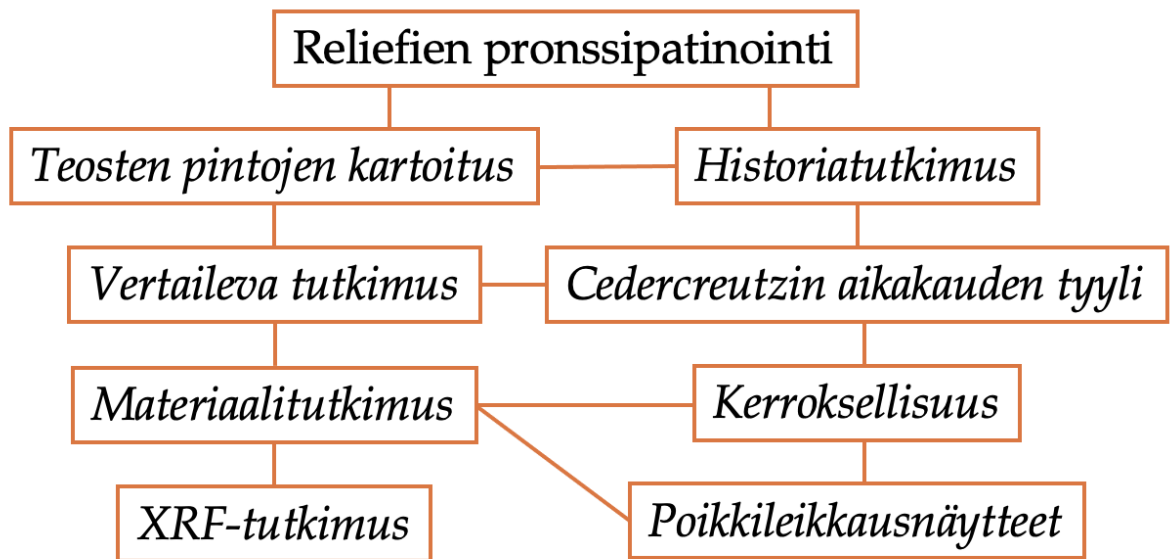 Reliefien pronssipatinointi
Teosten pintojen kartoitus
Historiatutkimus
Vertaileva tutkimus
Cedercreutzin aikakauden tyyli
Materiaalitutkimus
Kerroksellisuus
XRF-tutkimus
Poikkileikkausnäytteet